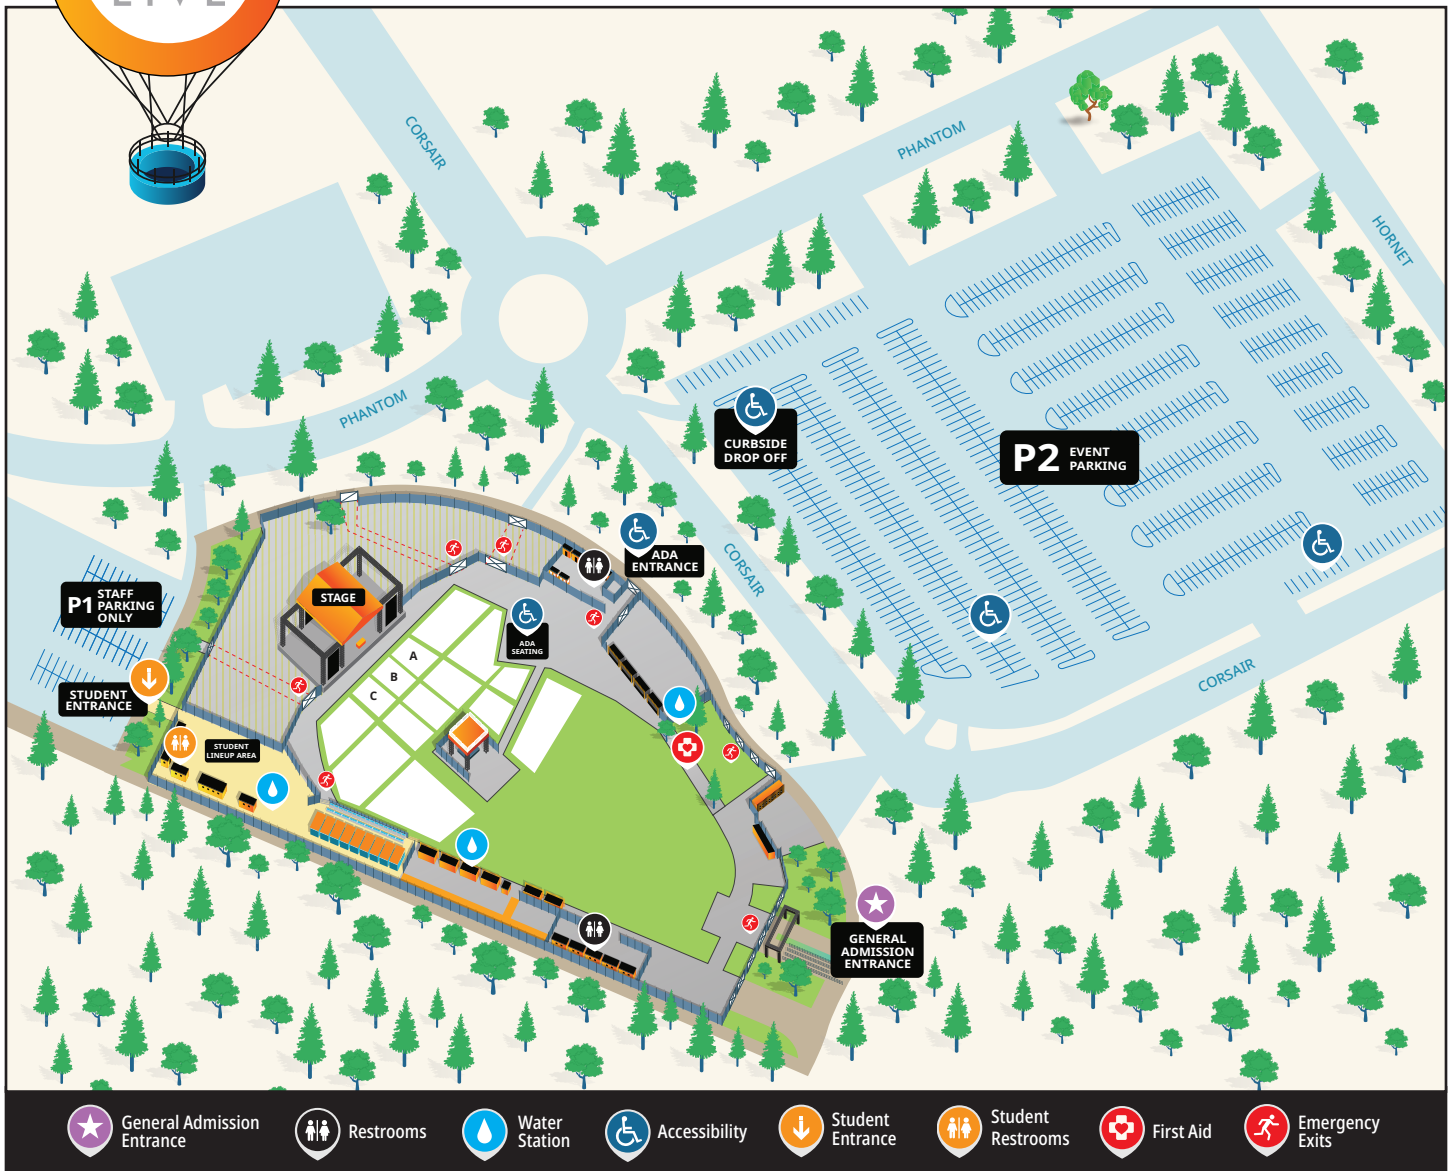 LIVE
CORSAIR
PHANTOM
HORNET
PHANTOM
CURBSIDE
DROP OFF
P2 EVENT
PARKING
CORSAIR
ADA
ENTRANCE
P1 STAFF
PARKING
ONLY
STAGE
ADA
SEATING
A
B
C
STUDENT
ENTRANCE
STUDENT
LINEUP AREA
CORSAIR
GENERAL
ADMISSION
ENTRANCE
General Admission
Entrance
Restrooms
Water
Station
Accessibility
Student
Entrance
Student
Restrooms
First Aid
Emergency
Exits